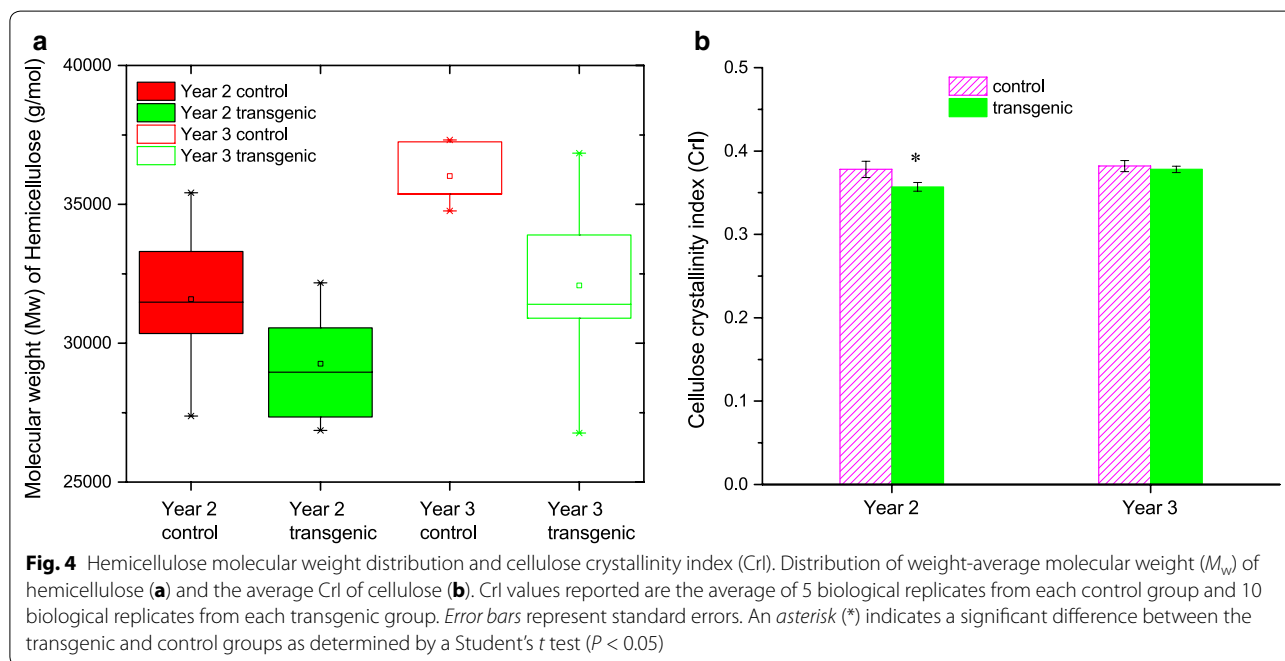 a
Molecular weight (Mw) of Hemicellulose (g/mol)
40000
35000
30000
25000
Year 2 control
Year 2 transgenic
Year 3 control
Year 3 transgenic
Year 2
control
Year 2
transgenic
Year 3
control
Year 3
transgenic
b
Cellulose crystallinity index (CrI)
0.5
0.4
0.3
0.2
0.1
0.0
control
transgenic
*
Year 2
Year 3
Fig. 4 Hemicellulose molecular weight distribution and cellulose crystallinity index (CrI). Distribution of weight-average molecular weight (Mw) of
hemicellulose (a) and the average CrI of cellulose (b). CrI values reported are the average of 5 biological replicates from each control group and 10
biological replicates from each transgenic group. Error bars represent standard errors. An asterisk (*) indicates a significant difference between the
transgenic and control groups as determined by a Student's t test (P < 0.05)